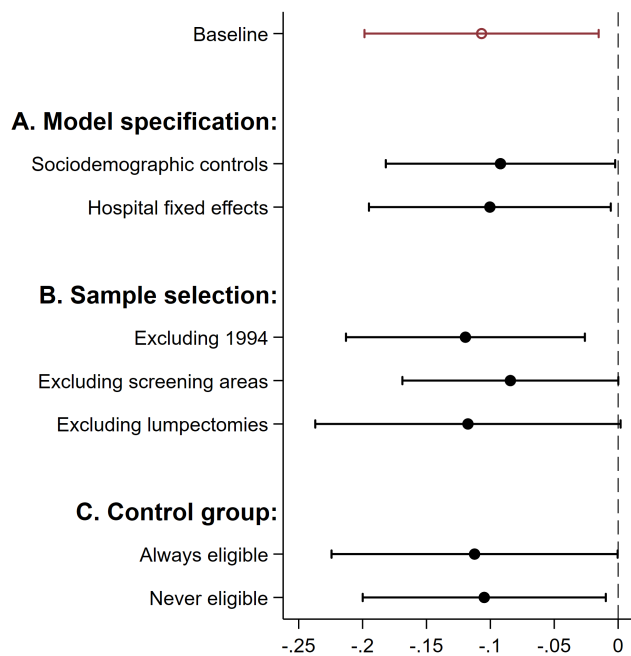 Baseline
A. Model specification:
Sociodemographic controls
Hospital fixed effects
B. Sample selection:
Excluding 1994
Excluding screening areas
Excluding lumpectomies
C. Control group:
Always eligible
Never eligible
-.25 -.2 -.15 -.1 -.05 0